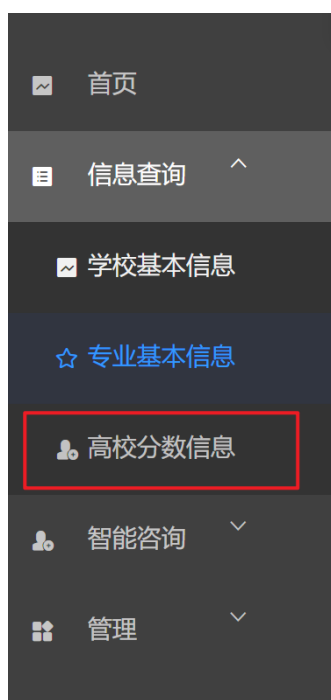 首页
信息查询
学校基本信息
专业基本信息
高校分数信息
智能咨询
管理